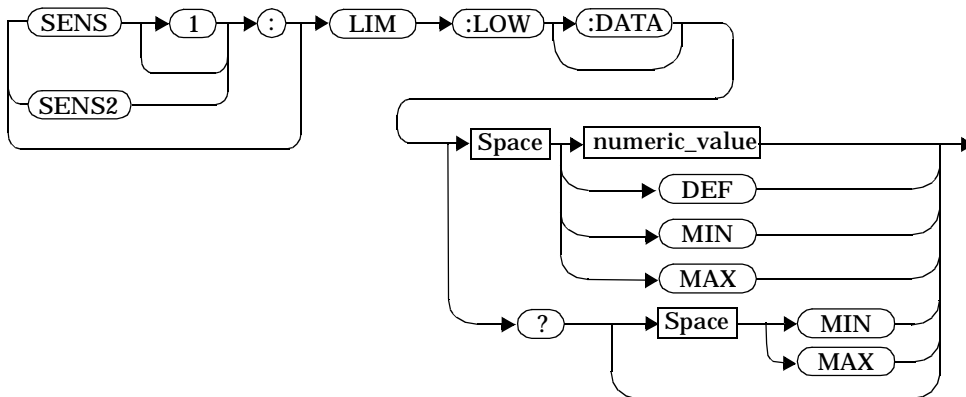 SENS 1 : LIM :LOW :DATA
SENS2
Space numeric_value
DEF
MIN
MAX
? Space MIN
MAX